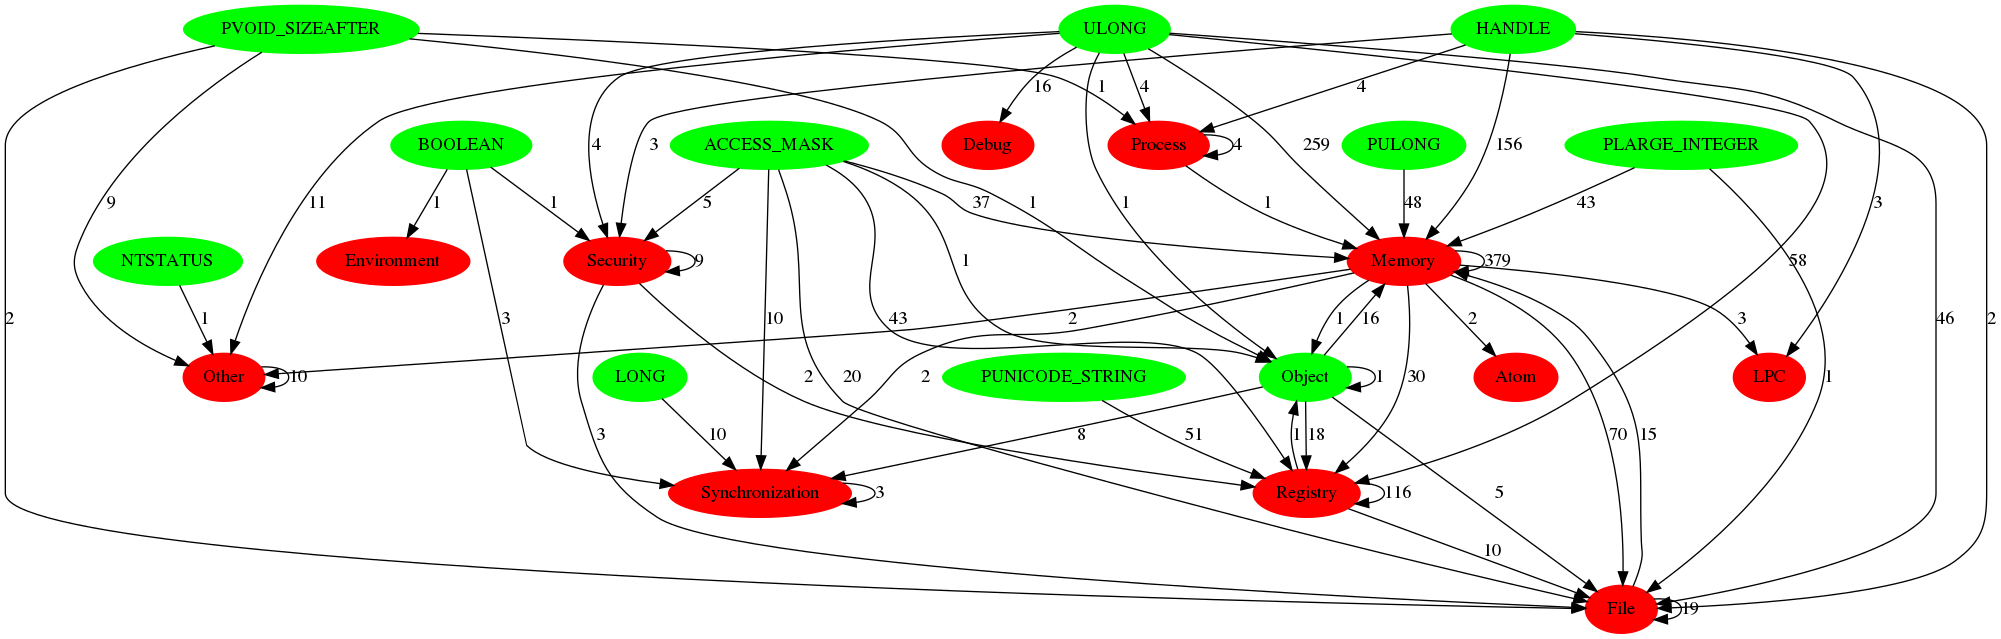 PVOID_SIZEAFTER ULONG HANDLE
16 1 4 4
BOOLEAN ACCESS_MASK Debug Process 4 PULONG PLARGE_INTEGER
4 3 259 156
9 11 1 1 5 37 1 1 1 48 43 3
NTSTATUS Environment Security 9 Memory 379 58
1
2 1 3 10 43 2 1 16 2 3 46 2
Other 10 LONG 2 20 2 PUNICODE_STRING Object 1 30 Atom LPC 1
3 10 8 51 1 18 70 15
Synchronization 3 Registry 116 5
10
File 19